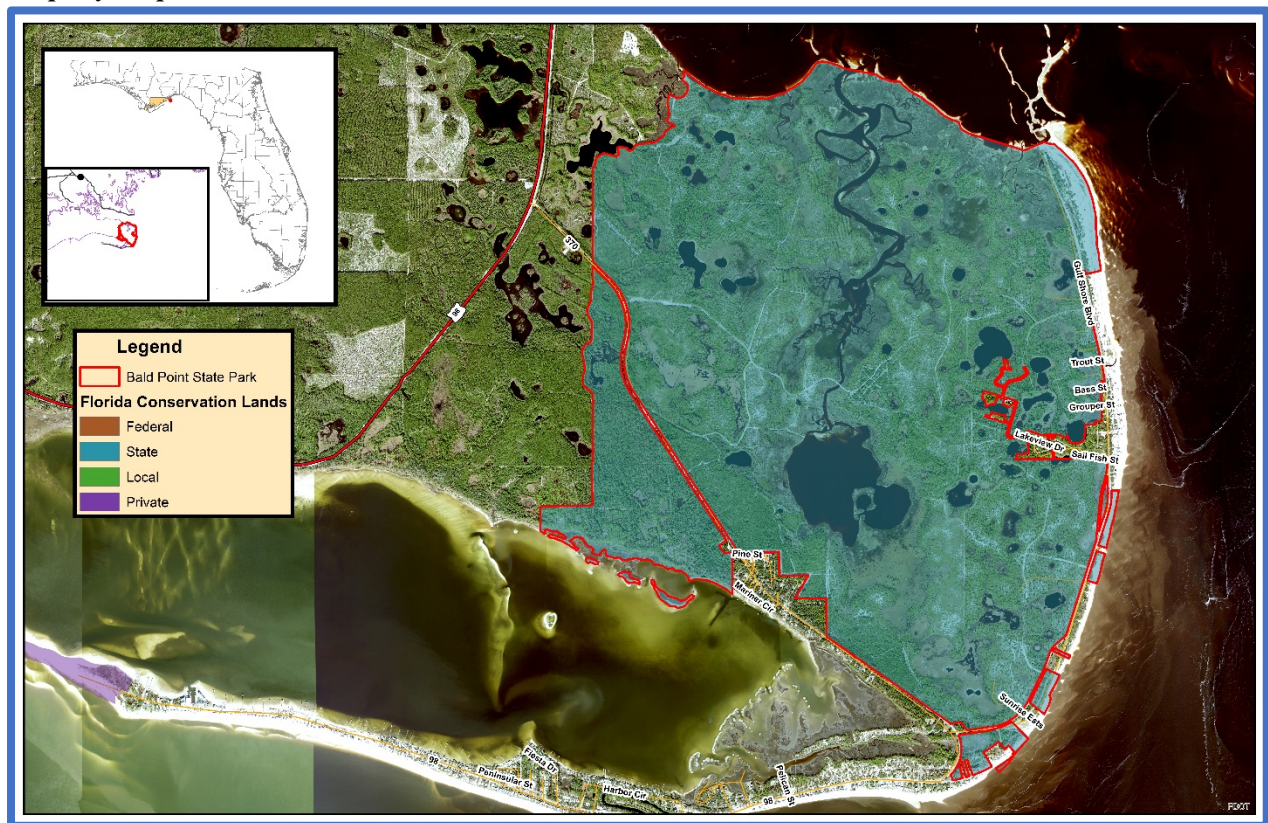 Legend
Bald Point State Park
Florida Conservation Lands
Federal
State
Local
Private
370
98
Gulf Shore Blvd
Trout St
Bass St
Grouper St
Lakeview Dr
Sail Fish St
Pine St
Mariner Cir
Sunrise Ests
Fiesta Dr
98
Peninsular St
Harbor Cir
Pelican St
98
FDOT